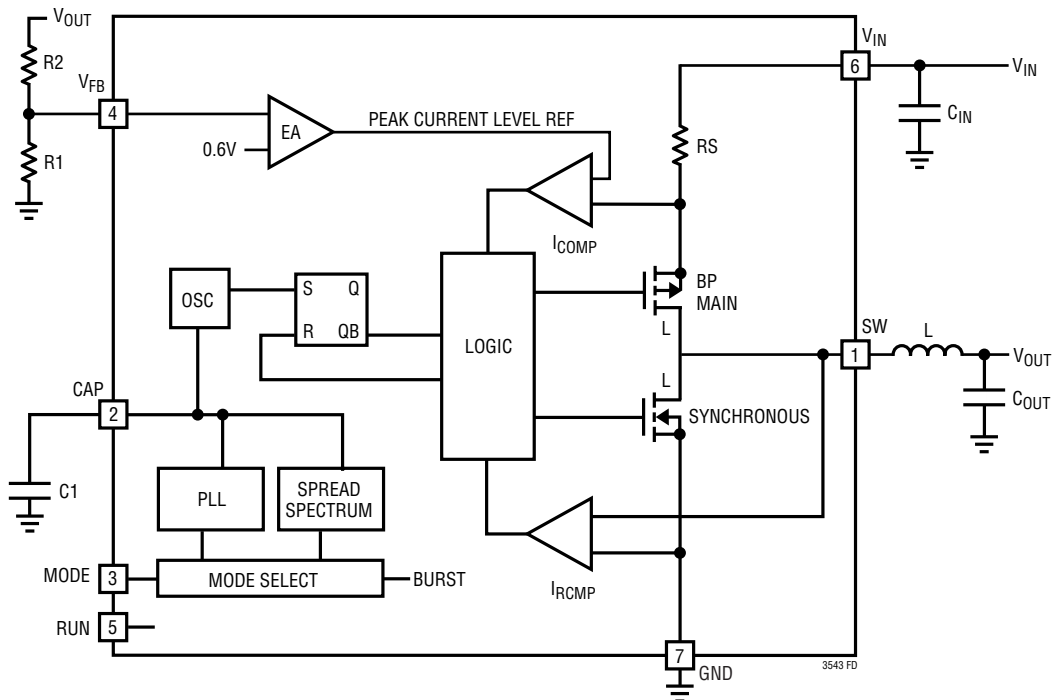 VOUT
R2
VFB
4
R1
0.6V
EA
PEAK CURRENT LEVEL REF
ICOMP
VIN
6
VIN
CIN
RS
BP
MAIN
L
SW
1
L
VOUT
COUT
L
SYNCHRONOUS
OSC
S Q
R QB
LOGIC
CAP
2
C1
PLL
SPREAD
SPECTRUM
MODE
3
MODE SELECT
BURST
RUN
5
IRCMP
7
GND
3543 FD